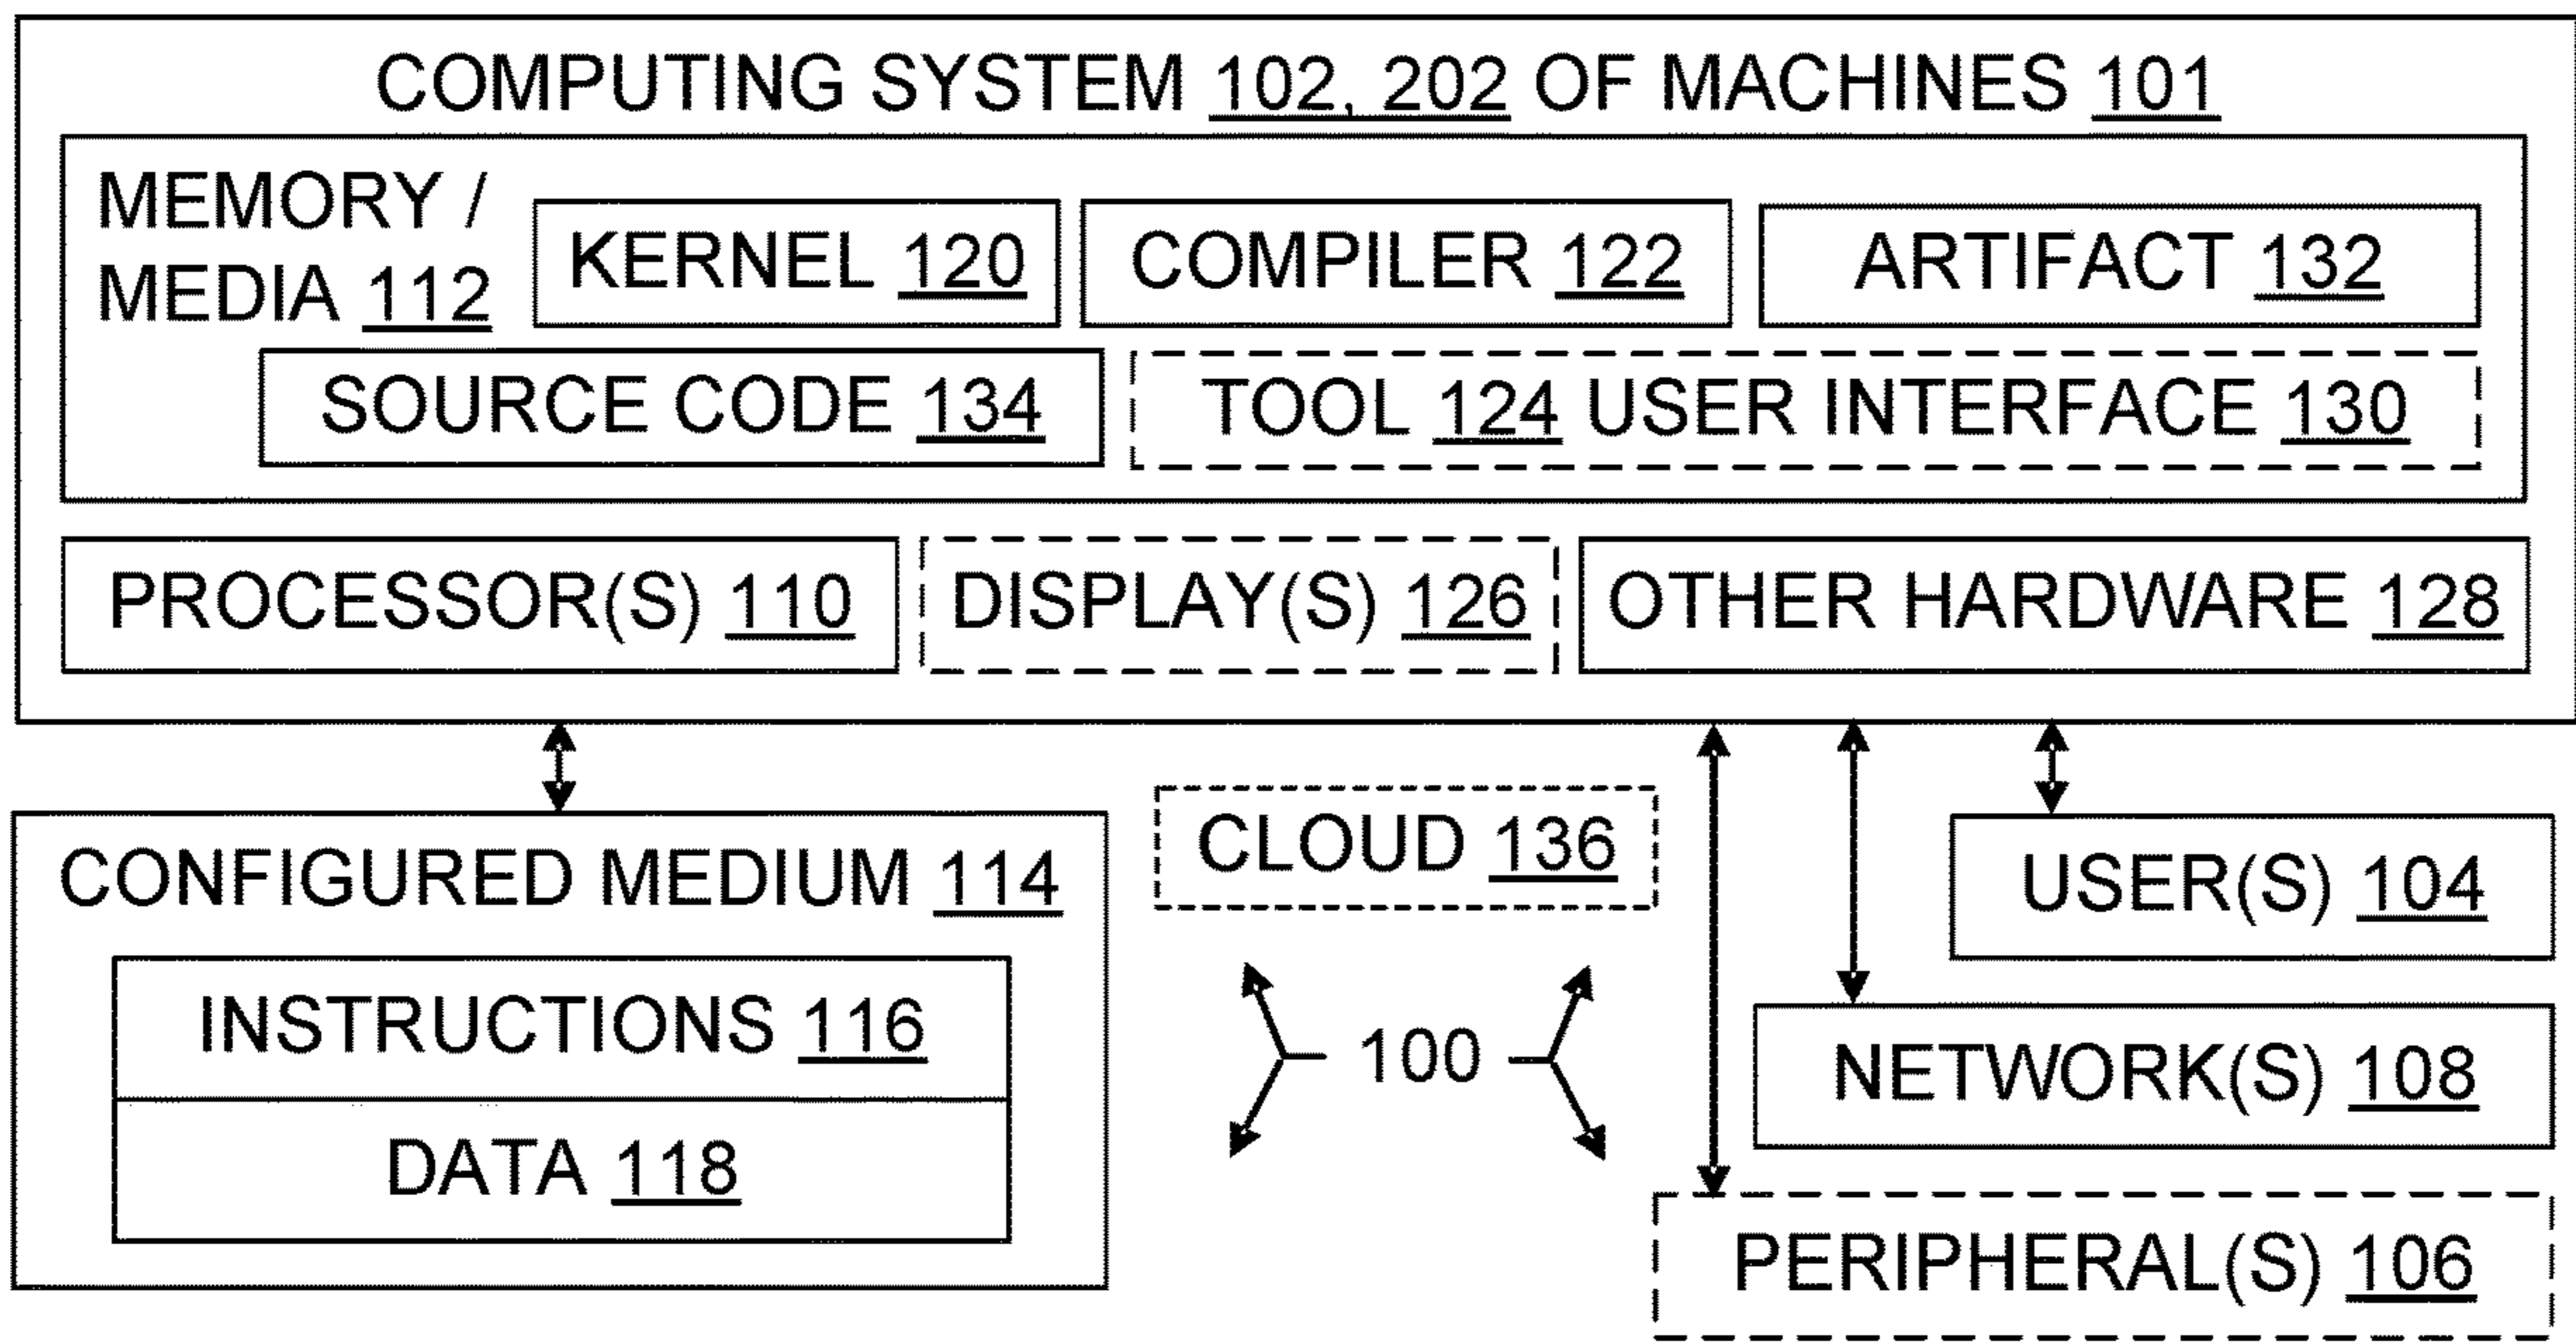 COMPUTING SYSTEM 102, 202 OF MACHINES 101
MEMORY /
MEDIA 112
KERNEL 120
COMPILER 122
ARTIFACT 132
SOURCE CODE 134
TOOL 124 USER INTERFACE 130
PROCESSOR(S) 110
DISPLAY(S) 126
OTHER HARDWARE 128
CONFIGURED MEDIUM 114
INSTRUCTIONS 116
DATA 118
CLOUD 136
100
USER(S) 104
NETWORK(S) 108
PERIPHERAL(S) 106